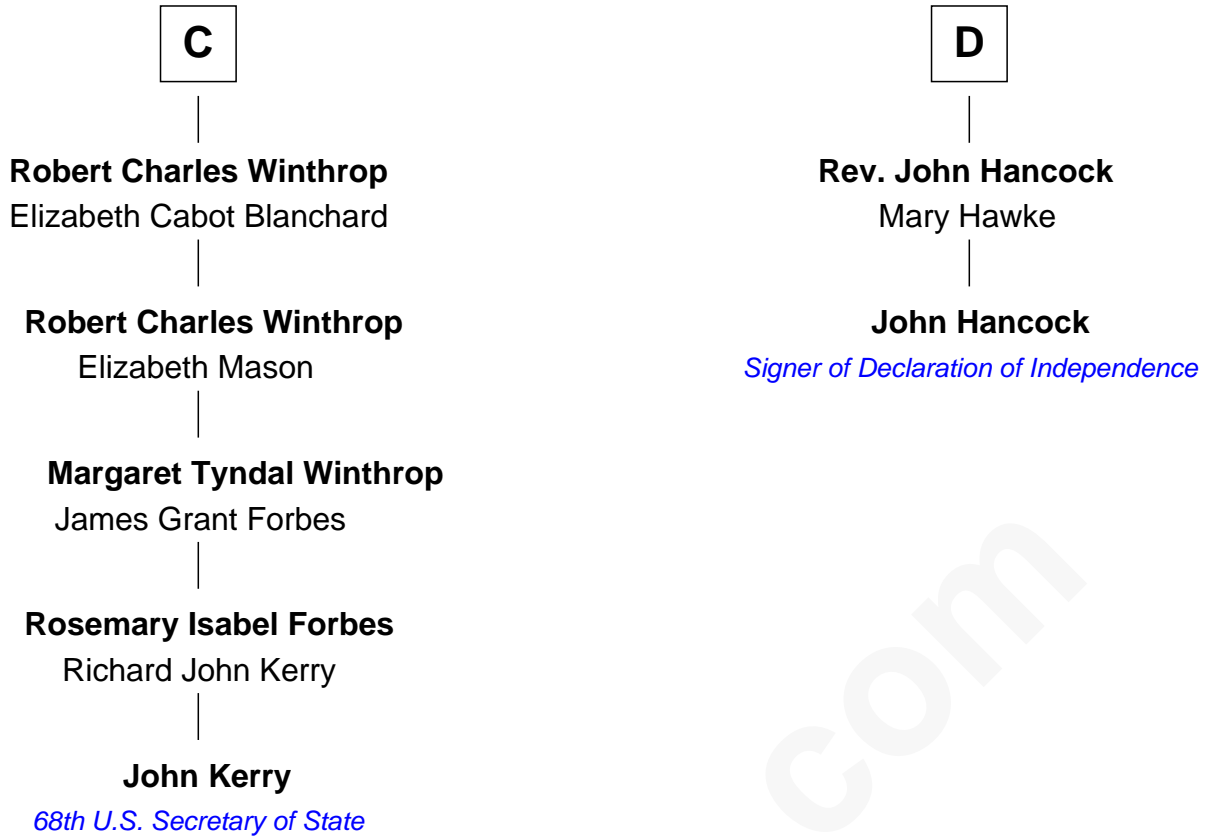 C
Robert Charles Winthrop
Elizabeth Cabot Blanchard
Robert Charles Winthrop
Elizabeth Mason
Margaret Tyndal Winthrop
James Grant Forbes
Rosemary Isabel Forbes
Richard John Kerry
John Kerry
68th U.S. Secretary of State
D
Rev. John Hancock
Mary Hawke
John Hancock
Signer of Declaration of Independence
com